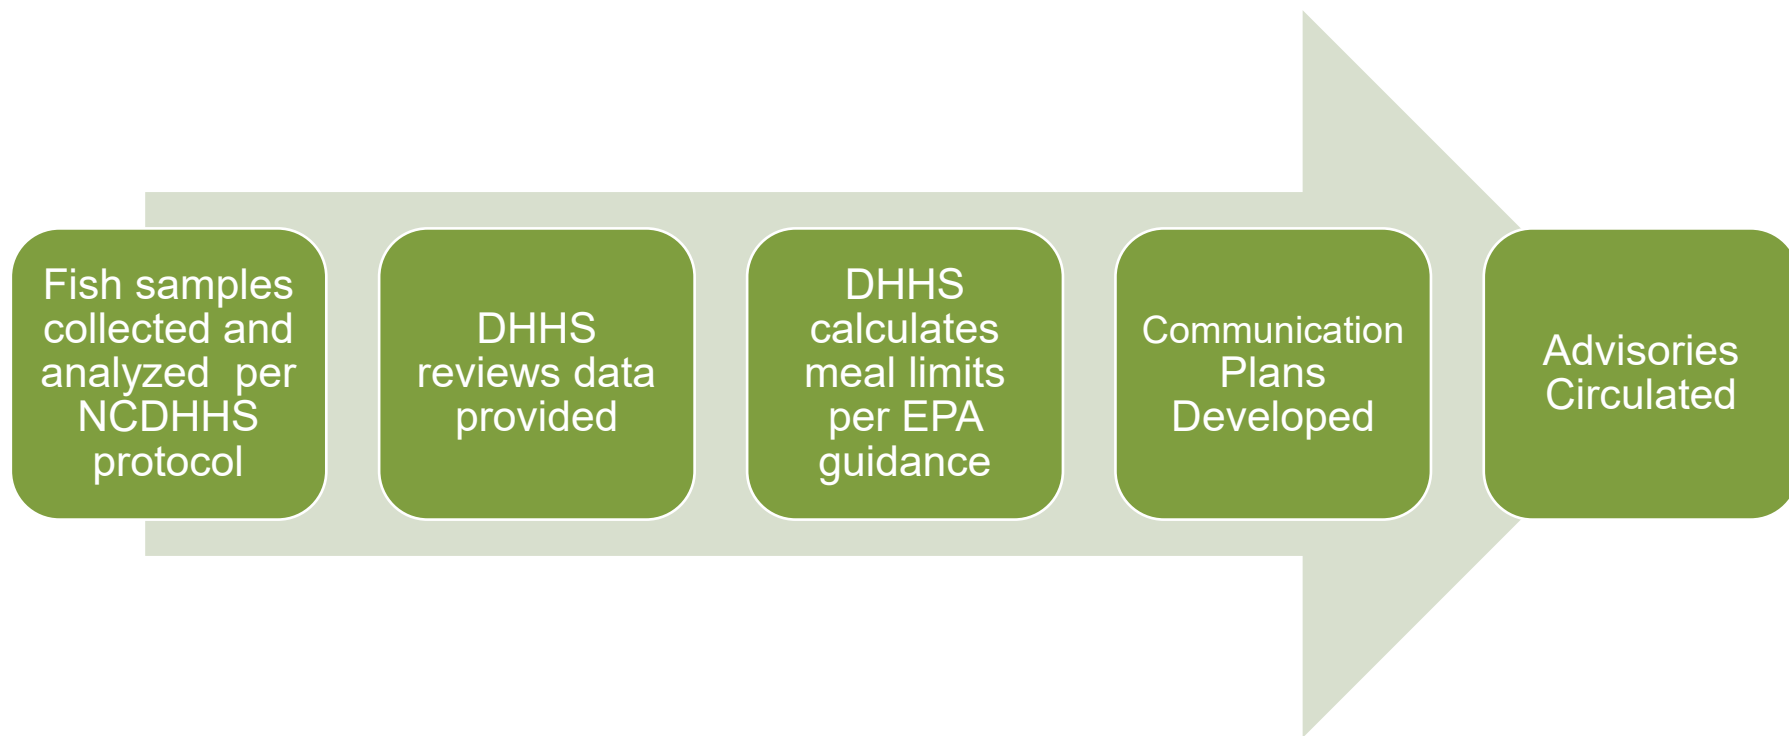 Fish samples
collected and
analyzed  per
NCDHHS
protocol
DHHS
reviews data
provided
DHHS
calculates
meal limits
per EPA
guidance
Communication
Plans
Developed
Advisories
Circulated